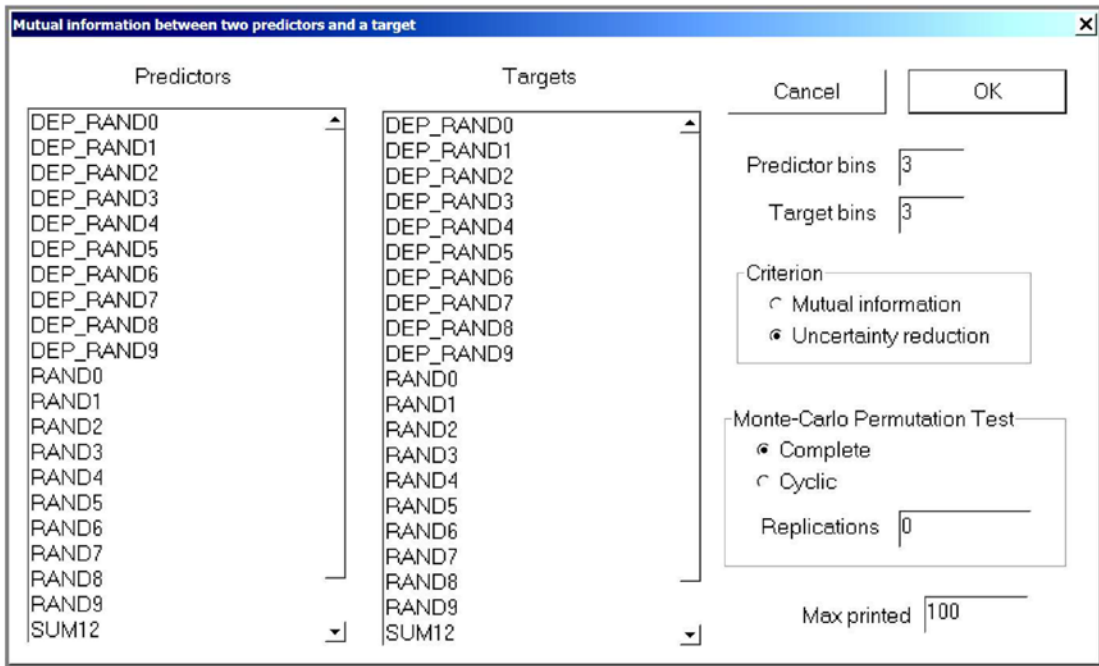 Mutual information between two predictors and a target
Predictors
DEP_RAND0
DEP_RAND1
DEP_RAND2
DEP_RAND3
DEP_RAND4
DEP_RAND5
DEP_RAND6
DEP_RAND7
DEP_RAND8
DEP_RAND9
RAND0
RAND1
RAND2
RAND3
RAND4
RAND5
RAND6
RAND7
RAND8
RAND9
SUM12
Targets
DEP_RAND0
DEP_RAND1
DEP_RAND2
DEP_RAND3
DEP_RAND4
DEP_RAND5
DEP_RAND6
DEP_RAND7
DEP_RAND8
DEP_RAND9
RAND0
RAND1
RAND2
RAND3
RAND4
RAND5
RAND6
RAND7
RAND8
RAND9
SUM12
Cancel
OK
Predictor bins 3
Target bins 3
Criterion
Mutual information
Uncertainty reduction
Monte-Carlo Permutation Test
Complete
Cyclic
Replications 0
Max printed 100